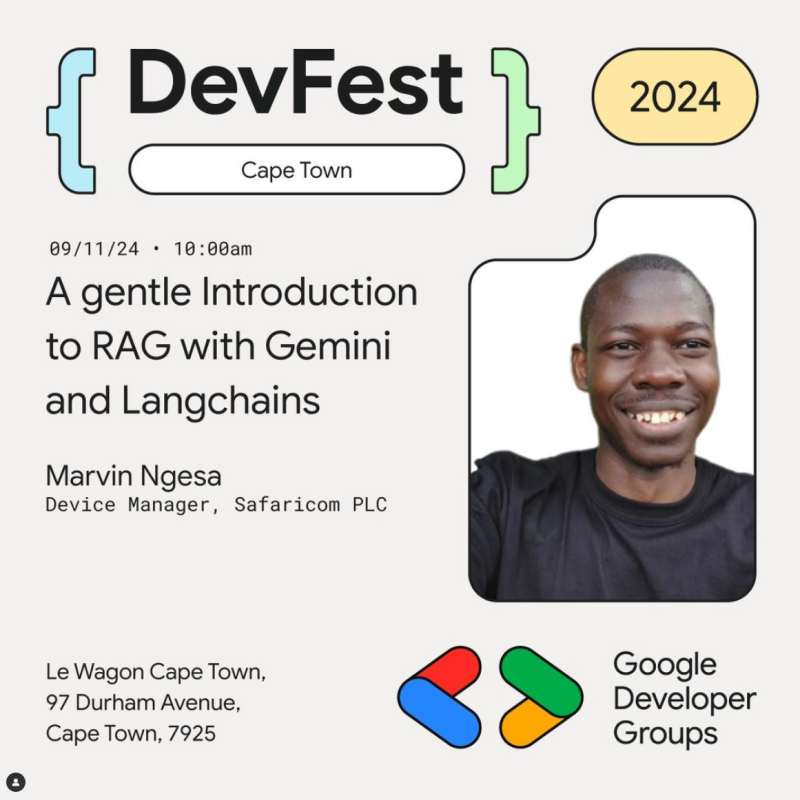 DevFest
2024
Cape Town
09/11/24 • 10:00am
A gentle Introduction
to RAG with Gemini
and Langchains
Marvin Ngesa
Device Manager, Safaricom PLC
Le Wagon Cape Town,
97 Durham Avenue,
Cape Town, 7925
Google
Developer
Groups